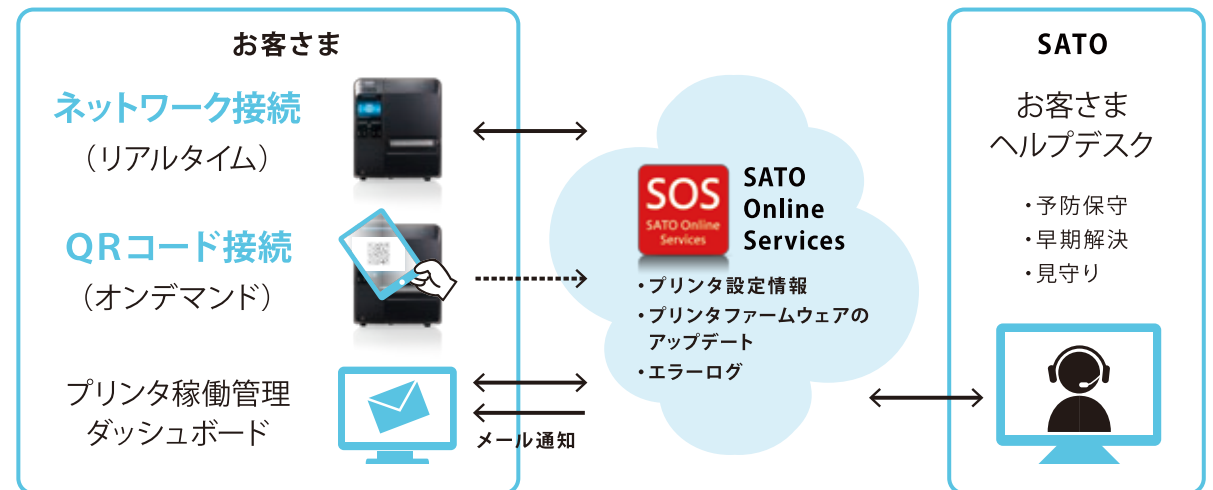 お客さま
ネットワーク接続
（リアルタイム）
QRコード接続
（オンデマンド）
プリンタ稼働管理
ダッシュボード
メール通知
SOS
SATO Online
Services
SATO
Online
Services
・プリンタ設定情報
・プリンタファームウェアの
アップデート
・エラーログ
SATO
お客さま
ヘルプデスク
・予防保守
・早期解決
・見守り